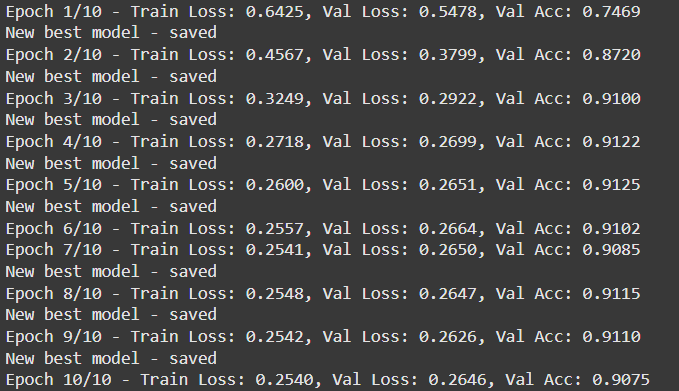 Epoch 1/10 - Train Loss: 0.6425, Val Loss: 0.5478, Val Acc: 0.7469
New best model - saved
Epoch 2/10 - Train Loss: 0.4567, Val Loss: 0.3799, Val Acc: 0.8720
New best model - saved
Epoch 3/10 - Train Loss: 0.3249, Val Loss: 0.2922, Val Acc: 0.9100
New best model - saved
Epoch 4/10 - Train Loss: 0.2718, Val Loss: 0.2699, Val Acc: 0.9122
New best model - saved
Epoch 5/10 - Train Loss: 0.2600, Val Loss: 0.2651, Val Acc: 0.9125
New best model - saved
Epoch 6/10 - Train Loss: 0.2557, Val Loss: 0.2664, Val Acc: 0.9102
Epoch 7/10 - Train Loss: 0.2541, Val Loss: 0.2650, Val Acc: 0.9085
New best model - saved
Epoch 8/10 - Train Loss: 0.2548, Val Loss: 0.2647, Val Acc: 0.9115
New best model - saved
Epoch 9/10 - Train Loss: 0.2542, Val Loss: 0.2626, Val Acc: 0.9110
New best model - saved
Epoch 10/10 - Train Loss: 0.2540, Val Loss: 0.2646, Val Acc: 0.9075